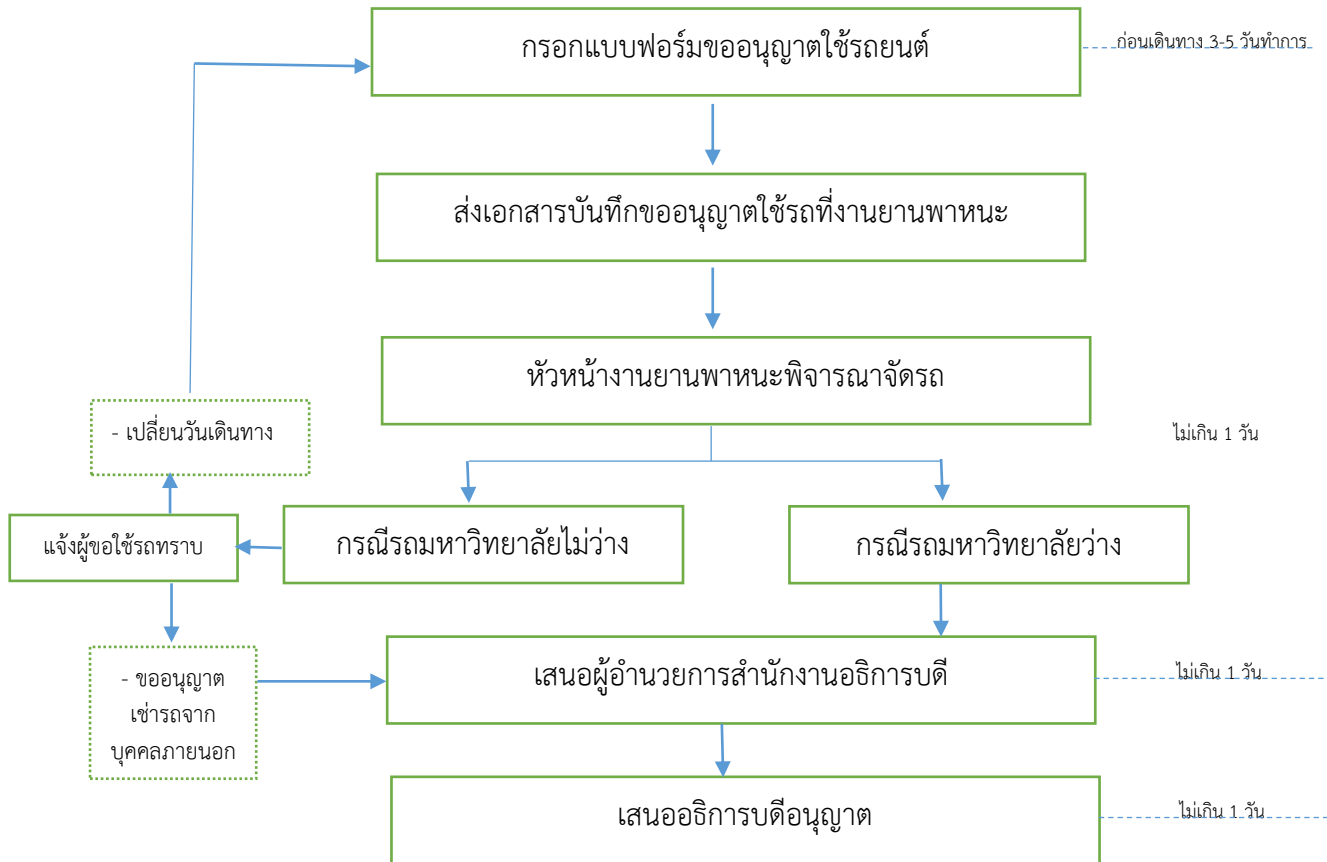 กรอกแบบฟอร์มขออนุญาตใช้รถยนต์
ก่อนเดินทาง 3-5 วันทำการ
ส่งเอกสารบันทึกขออนุญาตใช้รถที่งานยานพาหนะ
หัวหน้างานยานพาหนะพิจารณาจัดรถ
- เปลี่ยนวันเดินทาง
ไม่เกิน 1 วัน
แจ้งผู้ขอใช้รถทราบ
กรณีรถมหาวิทยาลัยไม่ว่าง
กรณีรถมหาวิทยาลัยว่าง
- ขออนุญาต
เช่ารถจาก
บุคคลภายนอก
เสนอผู้อำนวยการสำนักงานอธิการบดี
ไม่เกิน 1 วัน
เสนออธิการบดีอนุญาต
ไม่เกิน 1 วัน